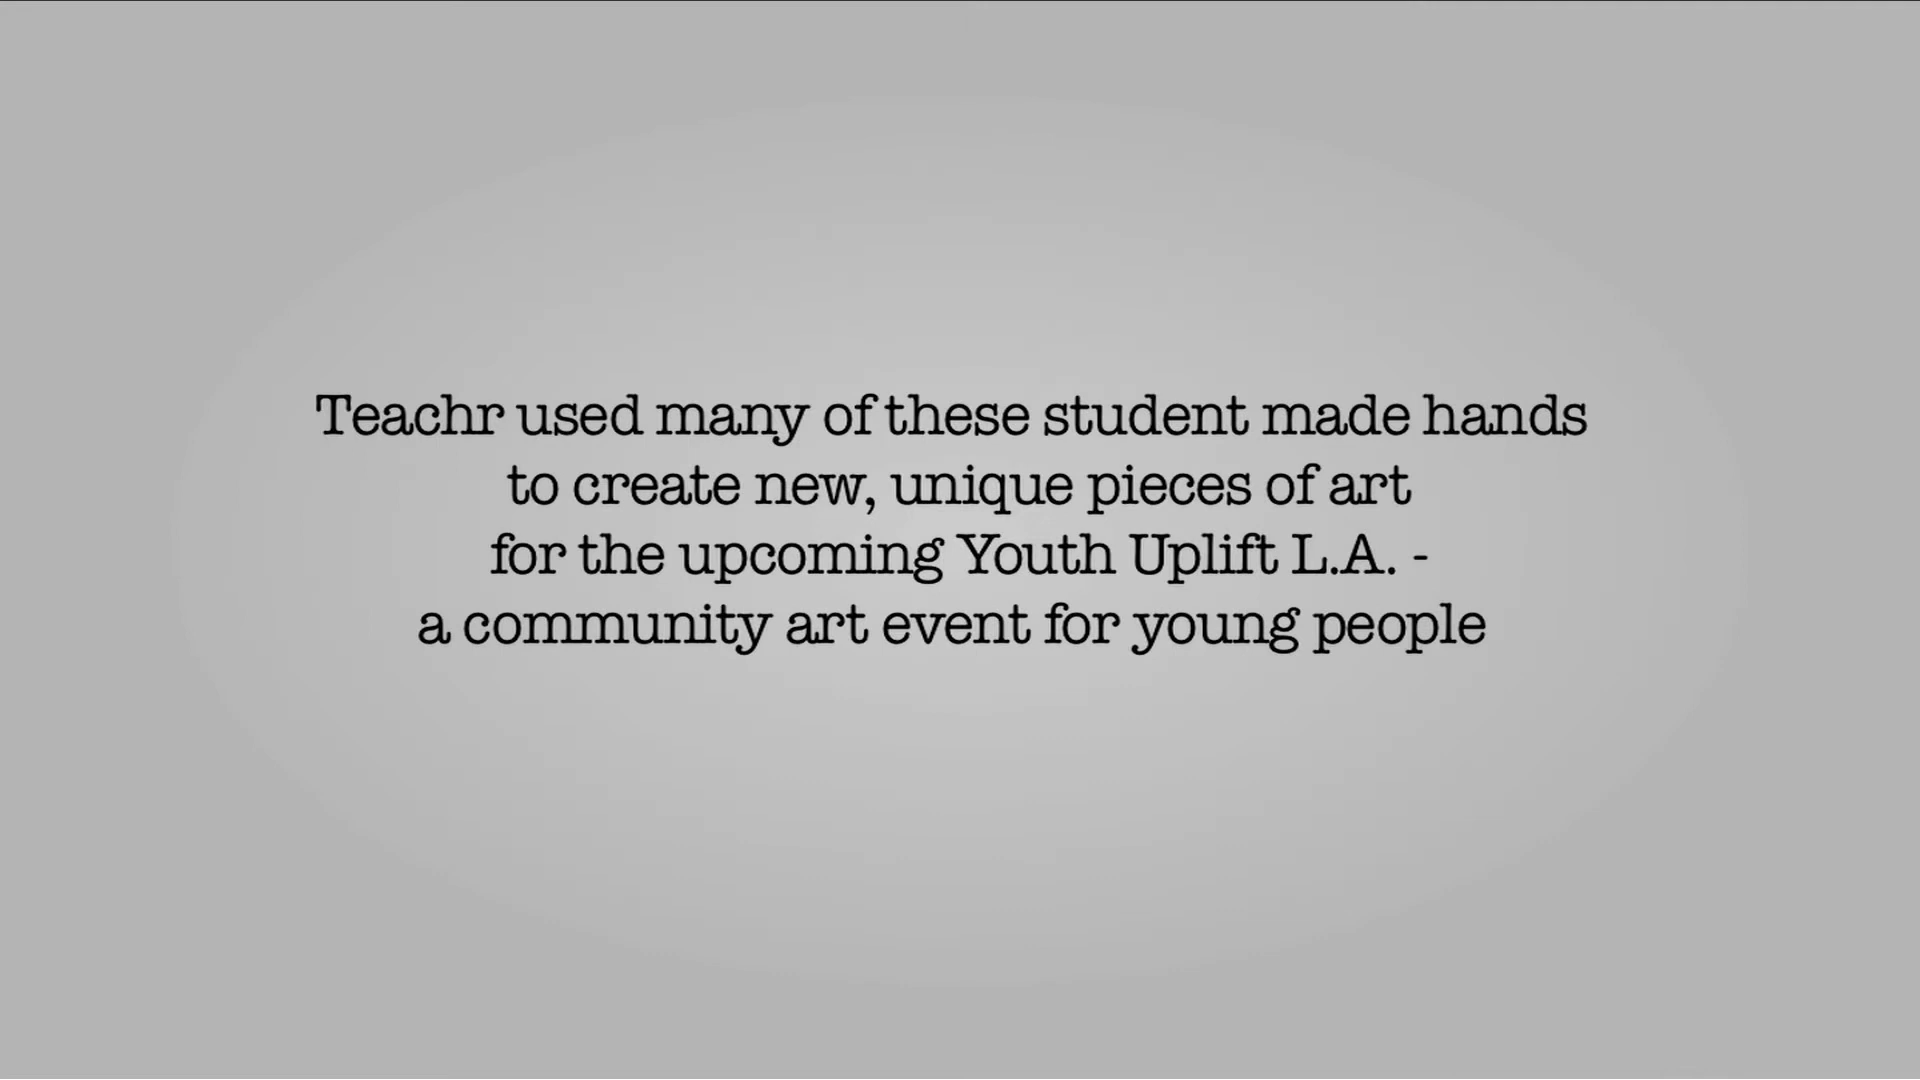 Teachr used many of these student made hands
to create new, unique pieces of art
for the upcoming Youth Uplift L.A. -
a community art event for young people